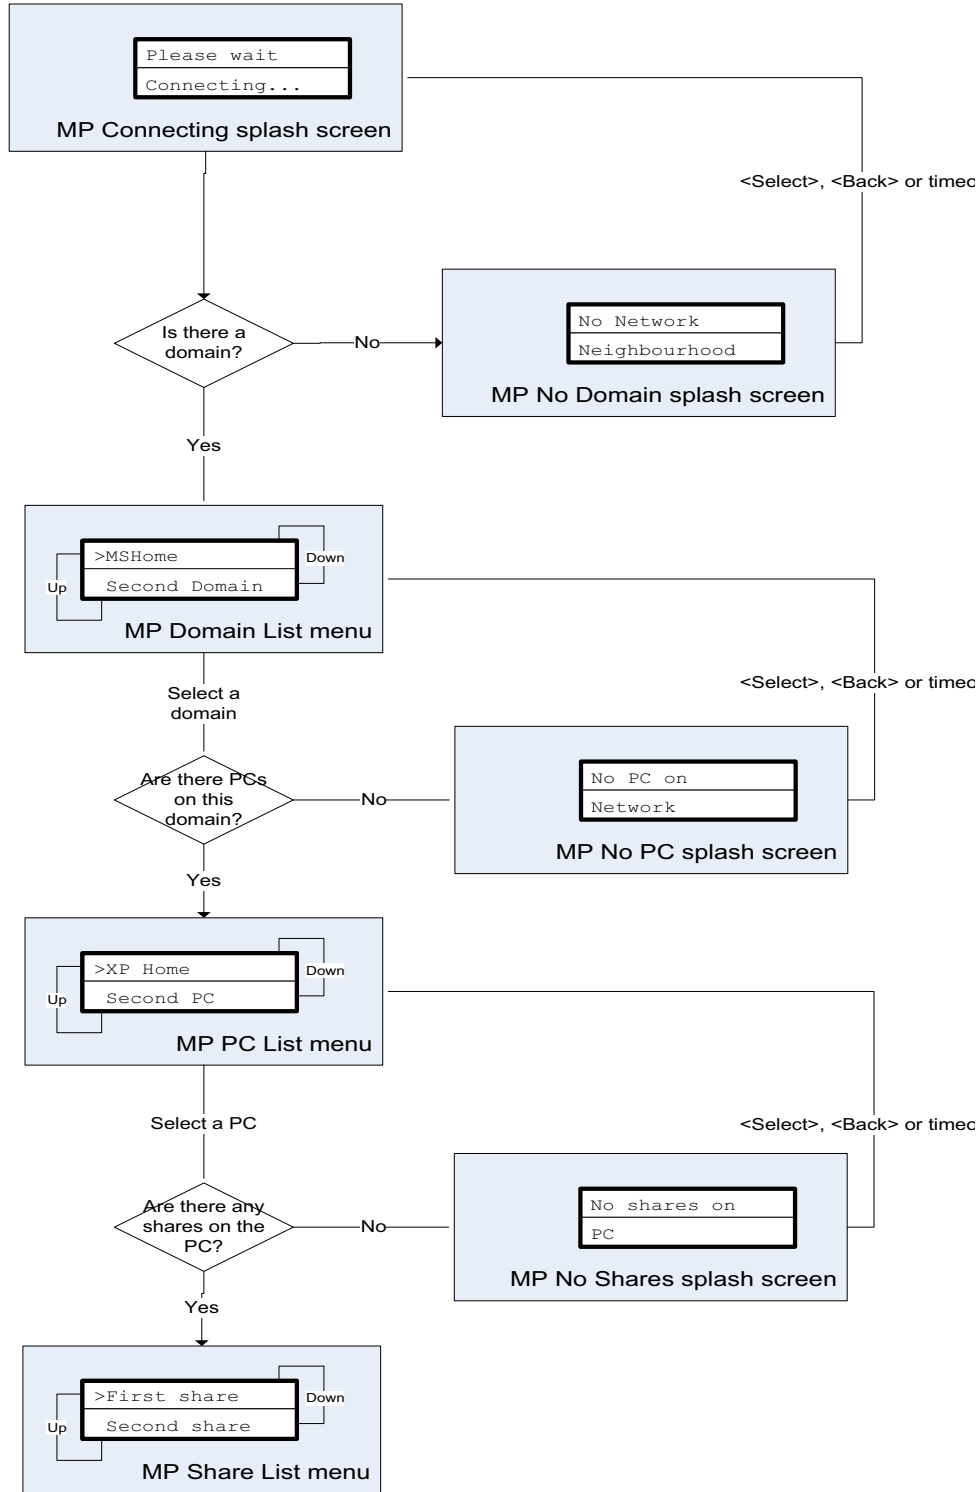 Please wait
Connecting...
MP Connecting splash screen
<Select>, <Back> or timeo
Is there a
domain?
No
No Network
Neighbourhood
MP No Domain splash screen
Yes
>MSHome
Second Domain
Up
Down
MP Domain List menu
Select a
domain
<Select>, <Back> or timeo
Are there PCs
on this
domain?
No
No PC on
Network
MP No PC splash screen
Yes
>XP Home
Second PC
Up
Down
MP PC List menu
Select a PC
<Select>, <Back> or timeo
Are there any
shares on the
PC?
No
No shares on
PC
MP No Shares splash screen
Yes
>First share
Second share
Up
Down
MP Share List menu